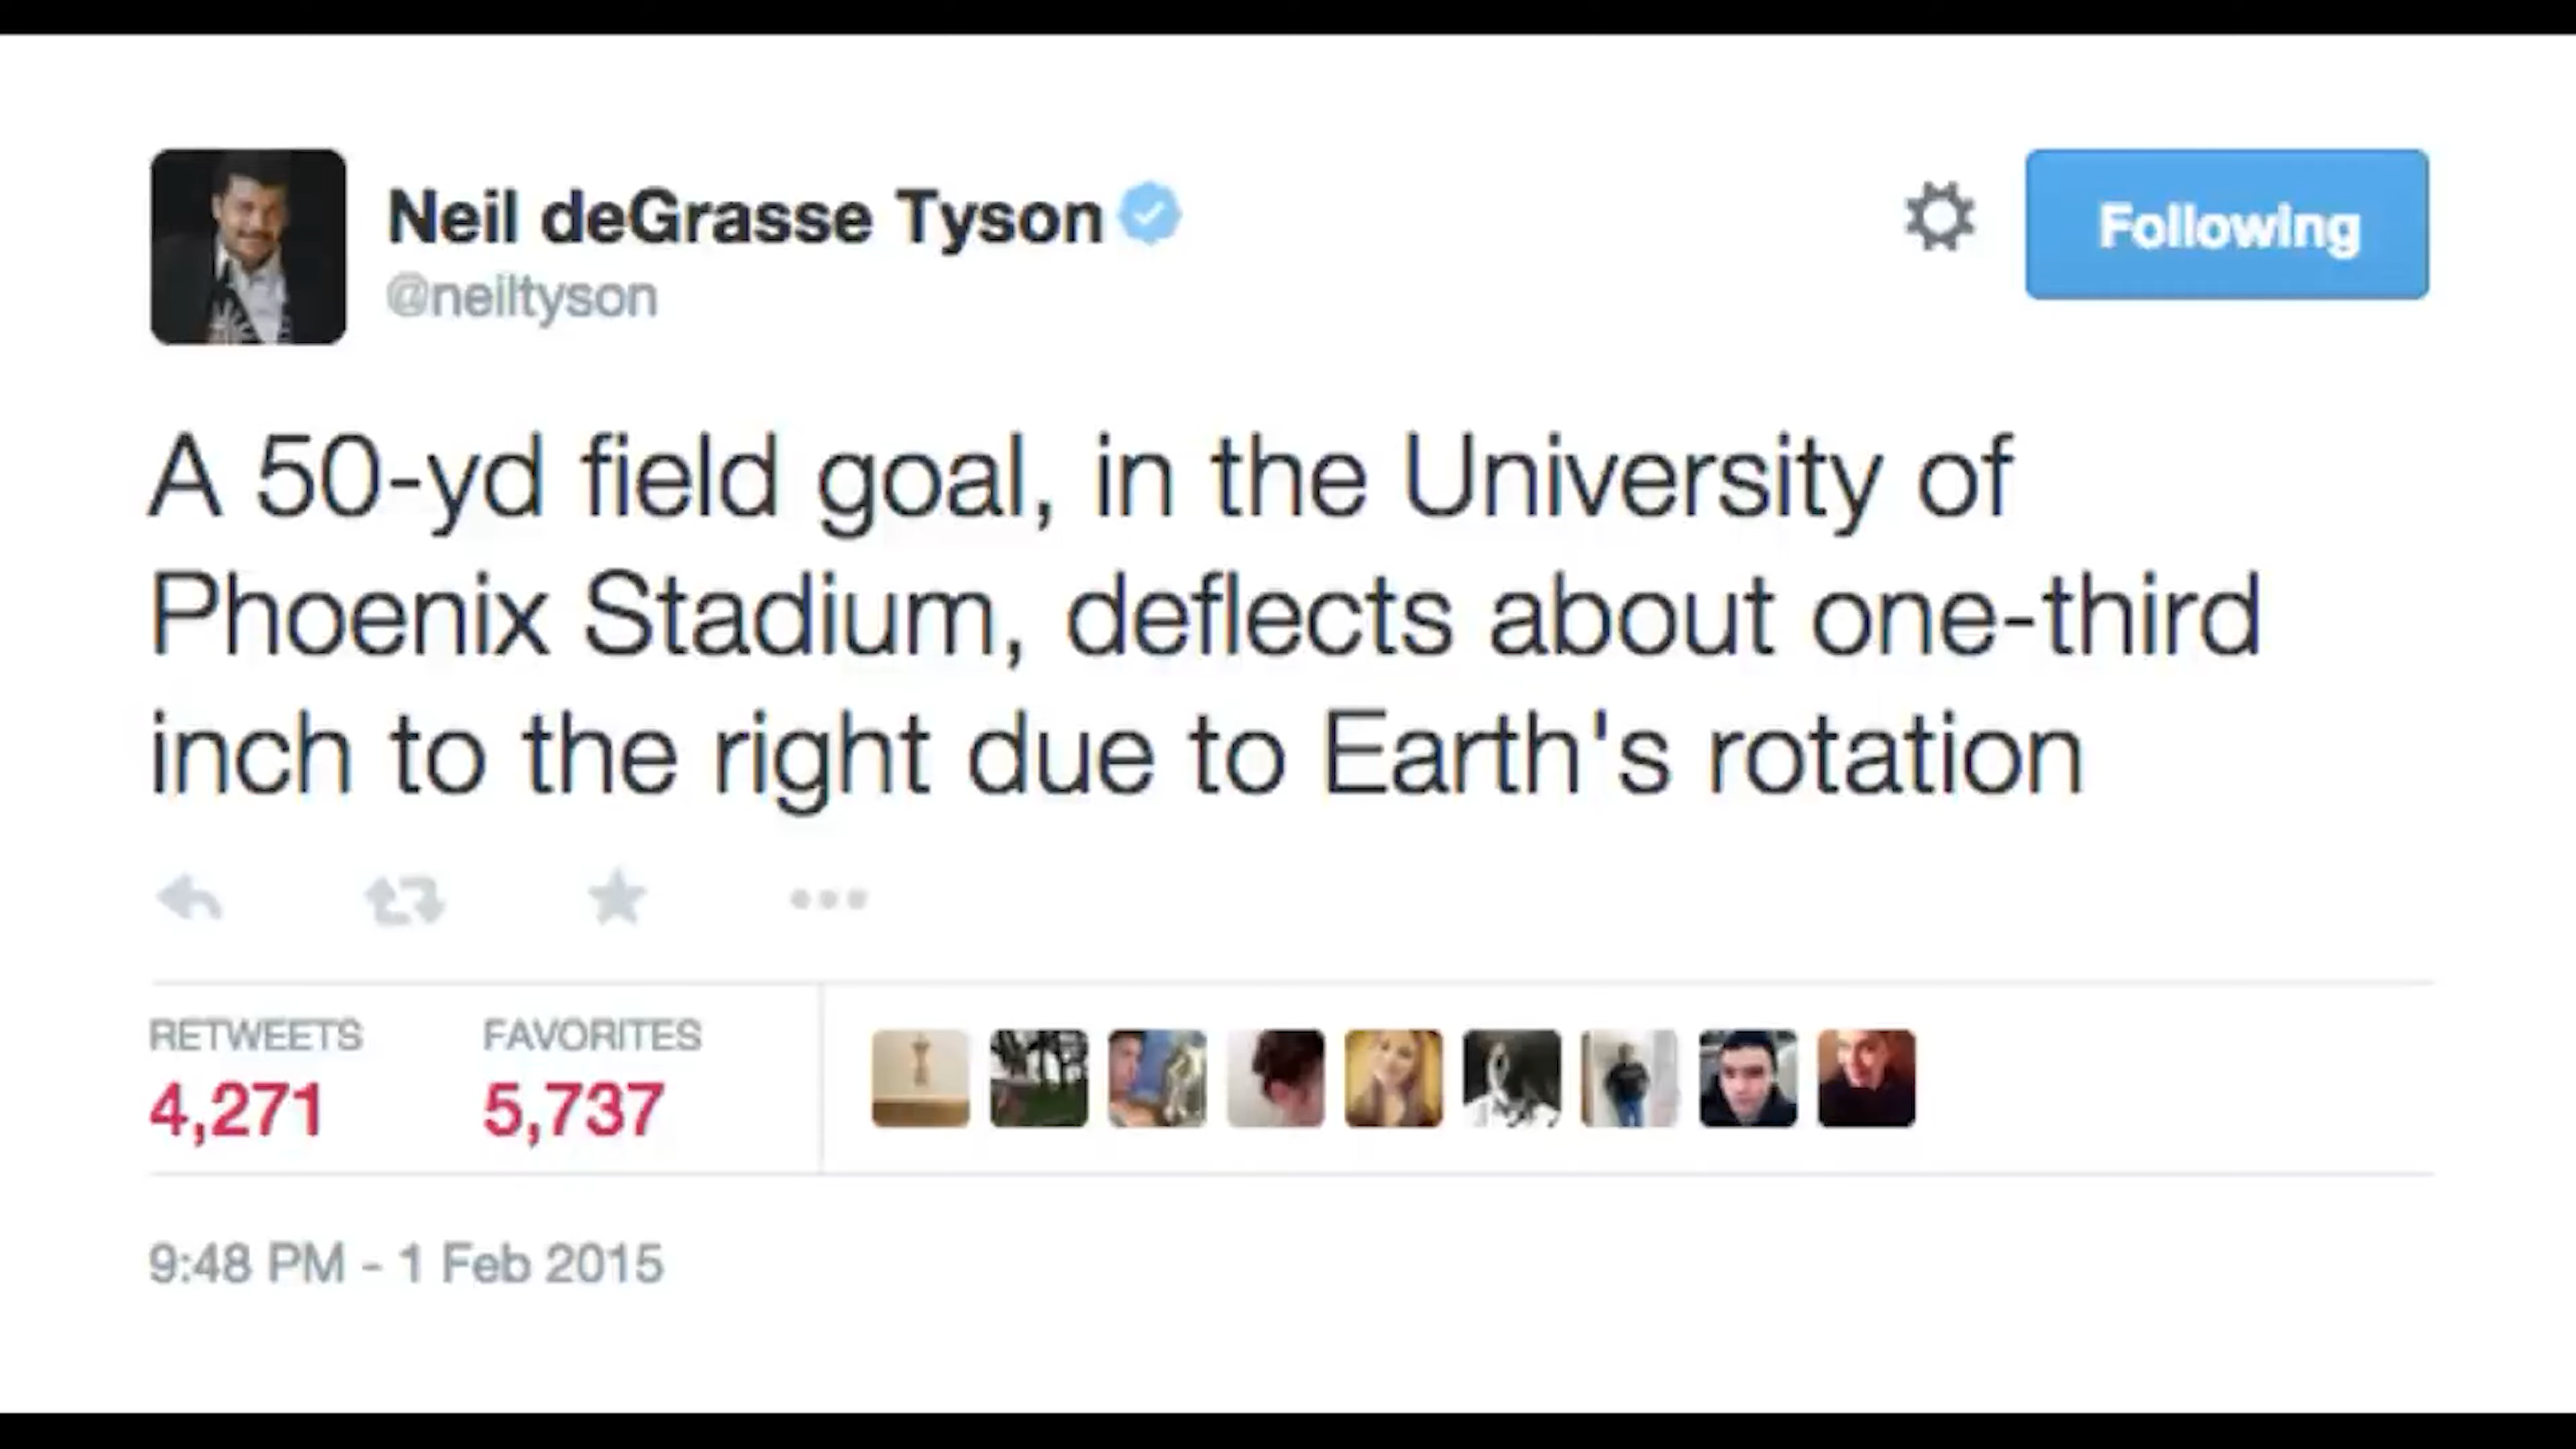 Neil deGrasse Tyson
@neiltyson
Following
A 50-yd field goal, in the University of
Phoenix Stadium, deflects about one-third
inch to the right due to Earth's rotation
RETWEETS FAVORITES
4,271 5,737
9:48 PM - 1 Feb 2015